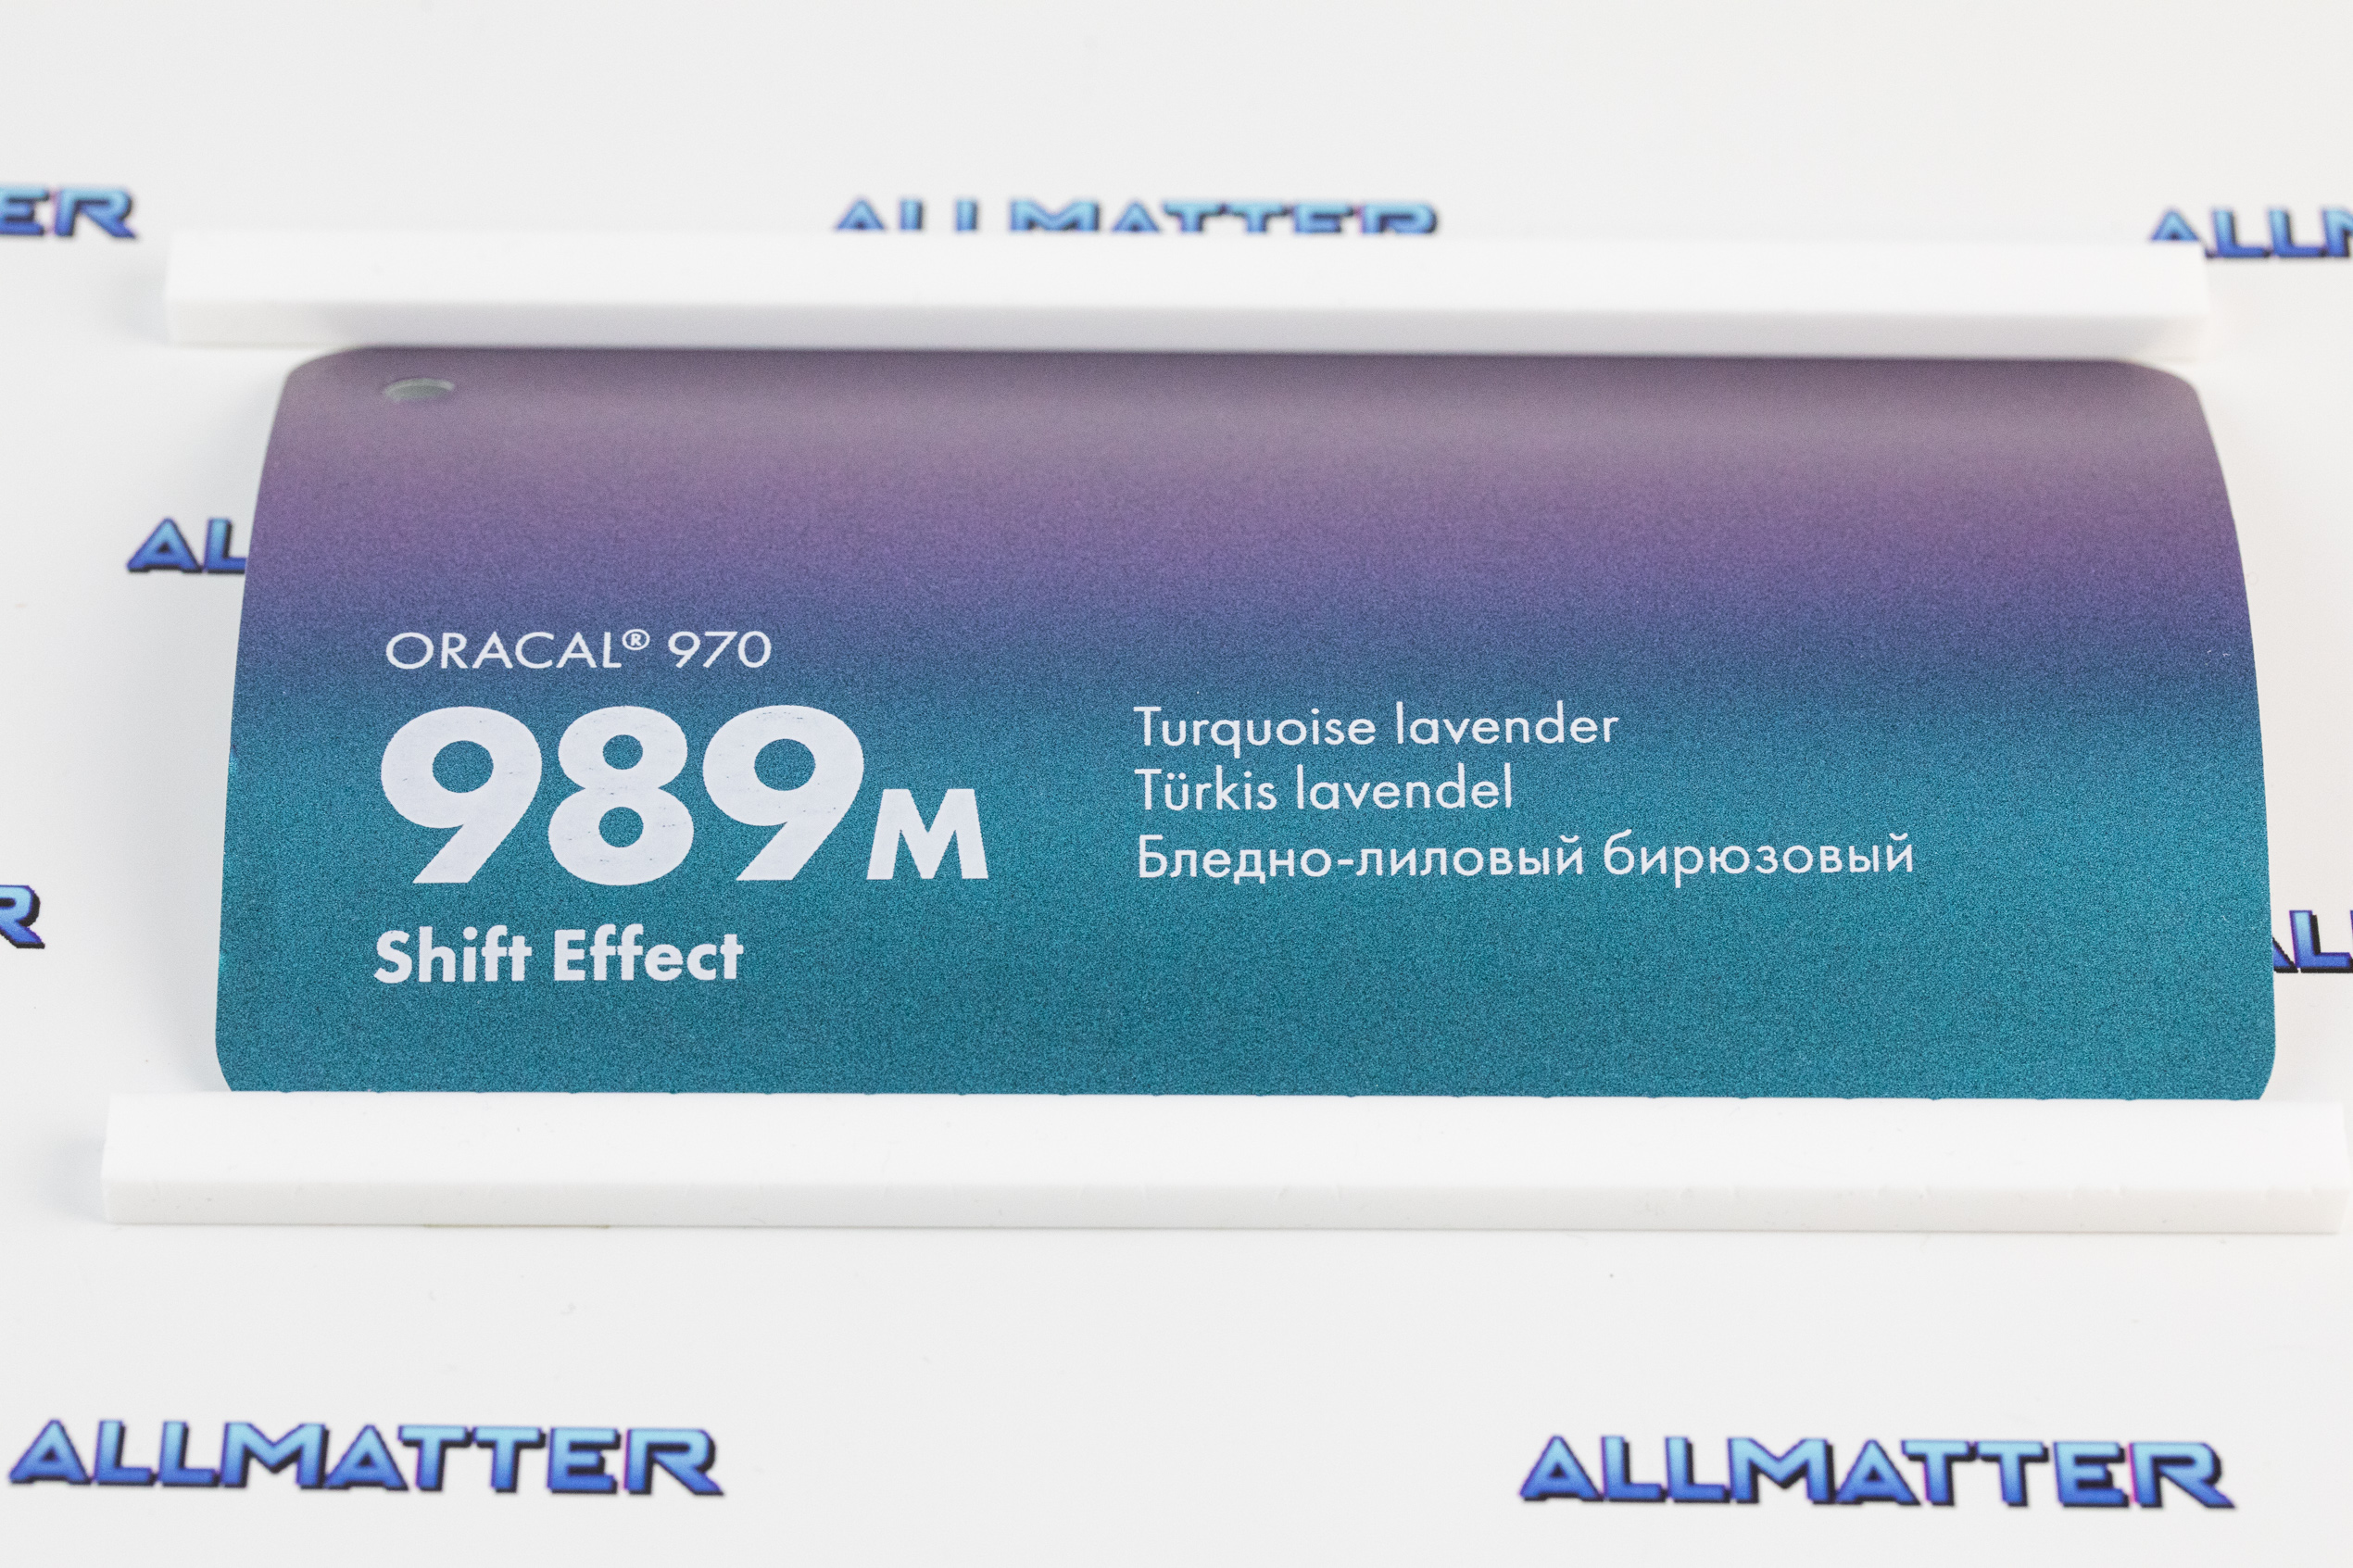 ALLMATTER
ORACAL® 970
989M
Shift Effect
Turquoise lavender
Türkis lavendel
Бледно-лиловый бирюзовый
ALLMATTER
ALLMATTER